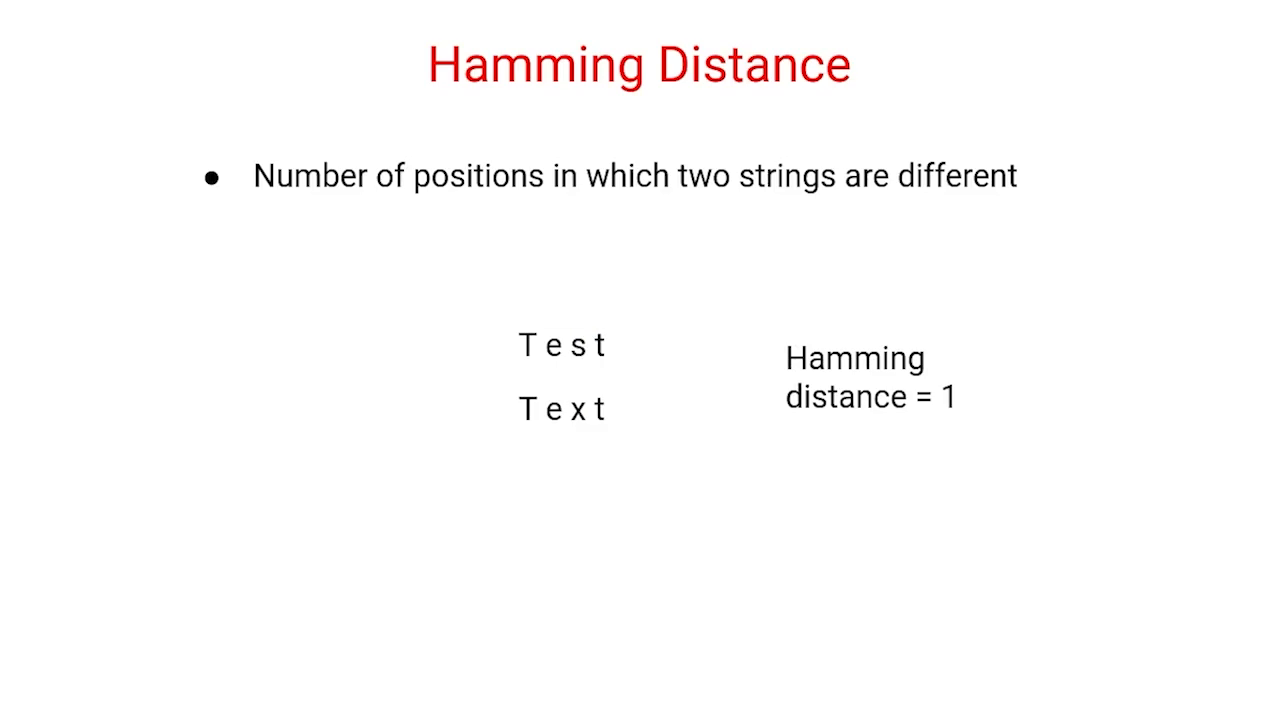 Hamming Distance
● Number of positions in which two strings are different
T e s t
T e x t
Hamming
distance = 1